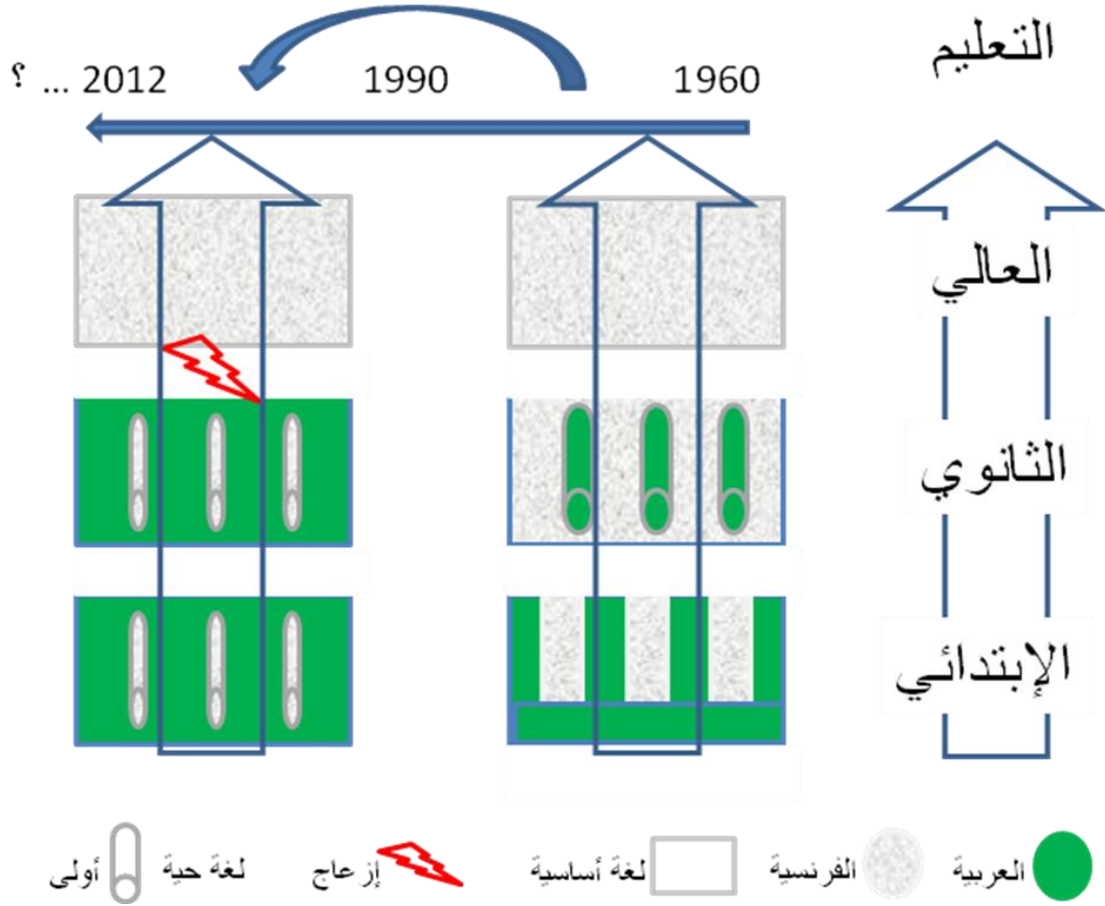 التعليم
1960 1990 2012 ... ؟
العالي
الثانوي
الإبتدائي
العربية الفرنسية لغة أساسية إزعاج لغة حية أولى